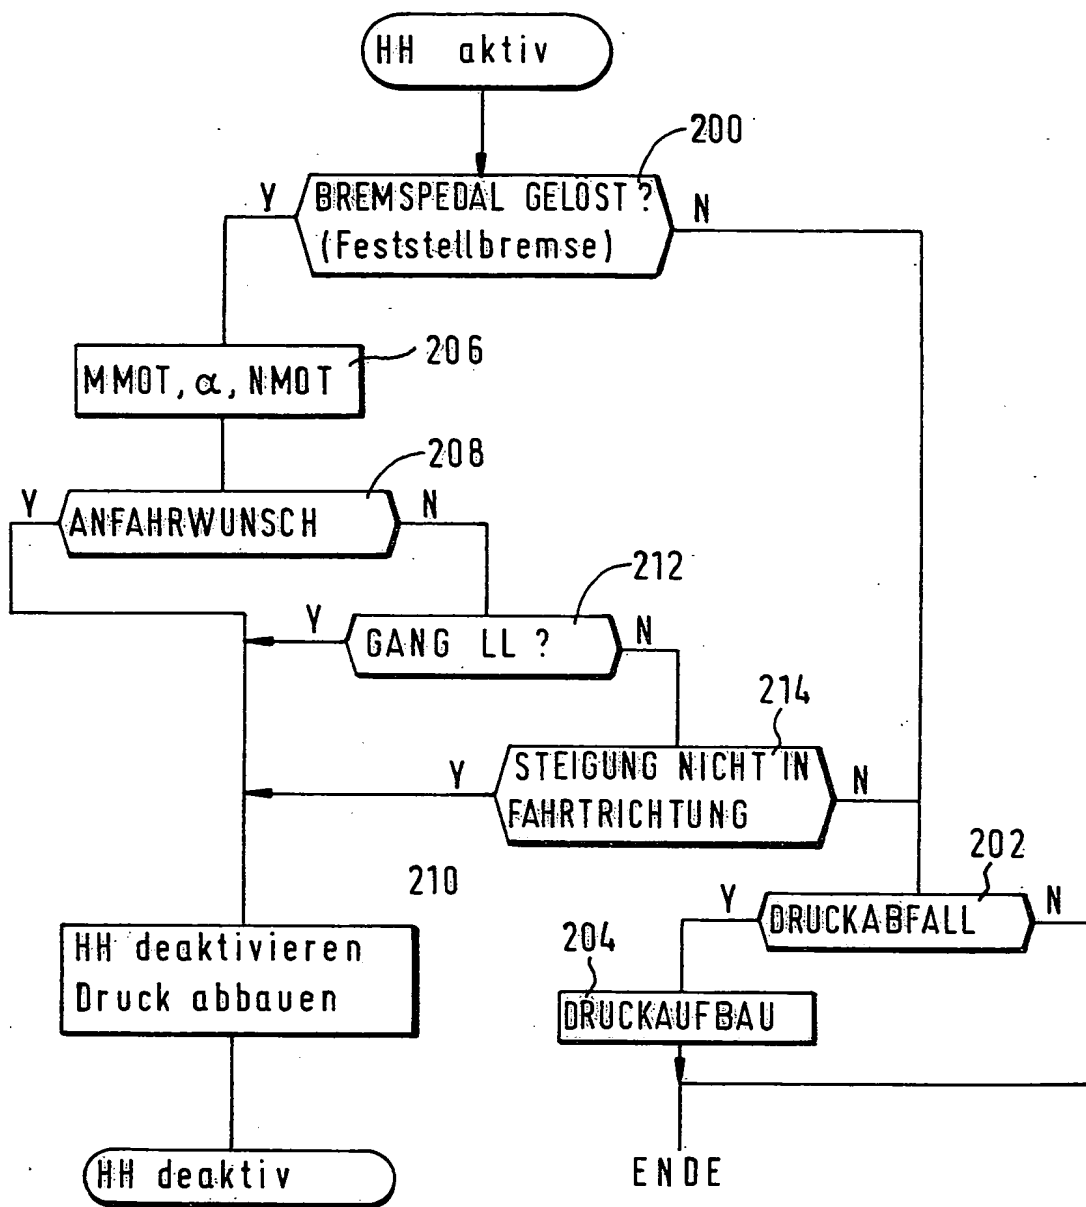 HH aktiv
200
Y
BREMSPEDAL GELÖST?
N
(Feststellbremse)
206
MMOT, α, NMOT
208
Y
ANFAHRWUNSCH
N
212
Y
GANG LL ?
N
214
Y
STEIGUNG NICHT IN
N
FAHRTRICHTUNG
202
210
Y
DRUCKABFALL
N
HH deaktivieren
Druck abbauen
204
DRUCKAUFBAU
HH deaktiv
ENDE